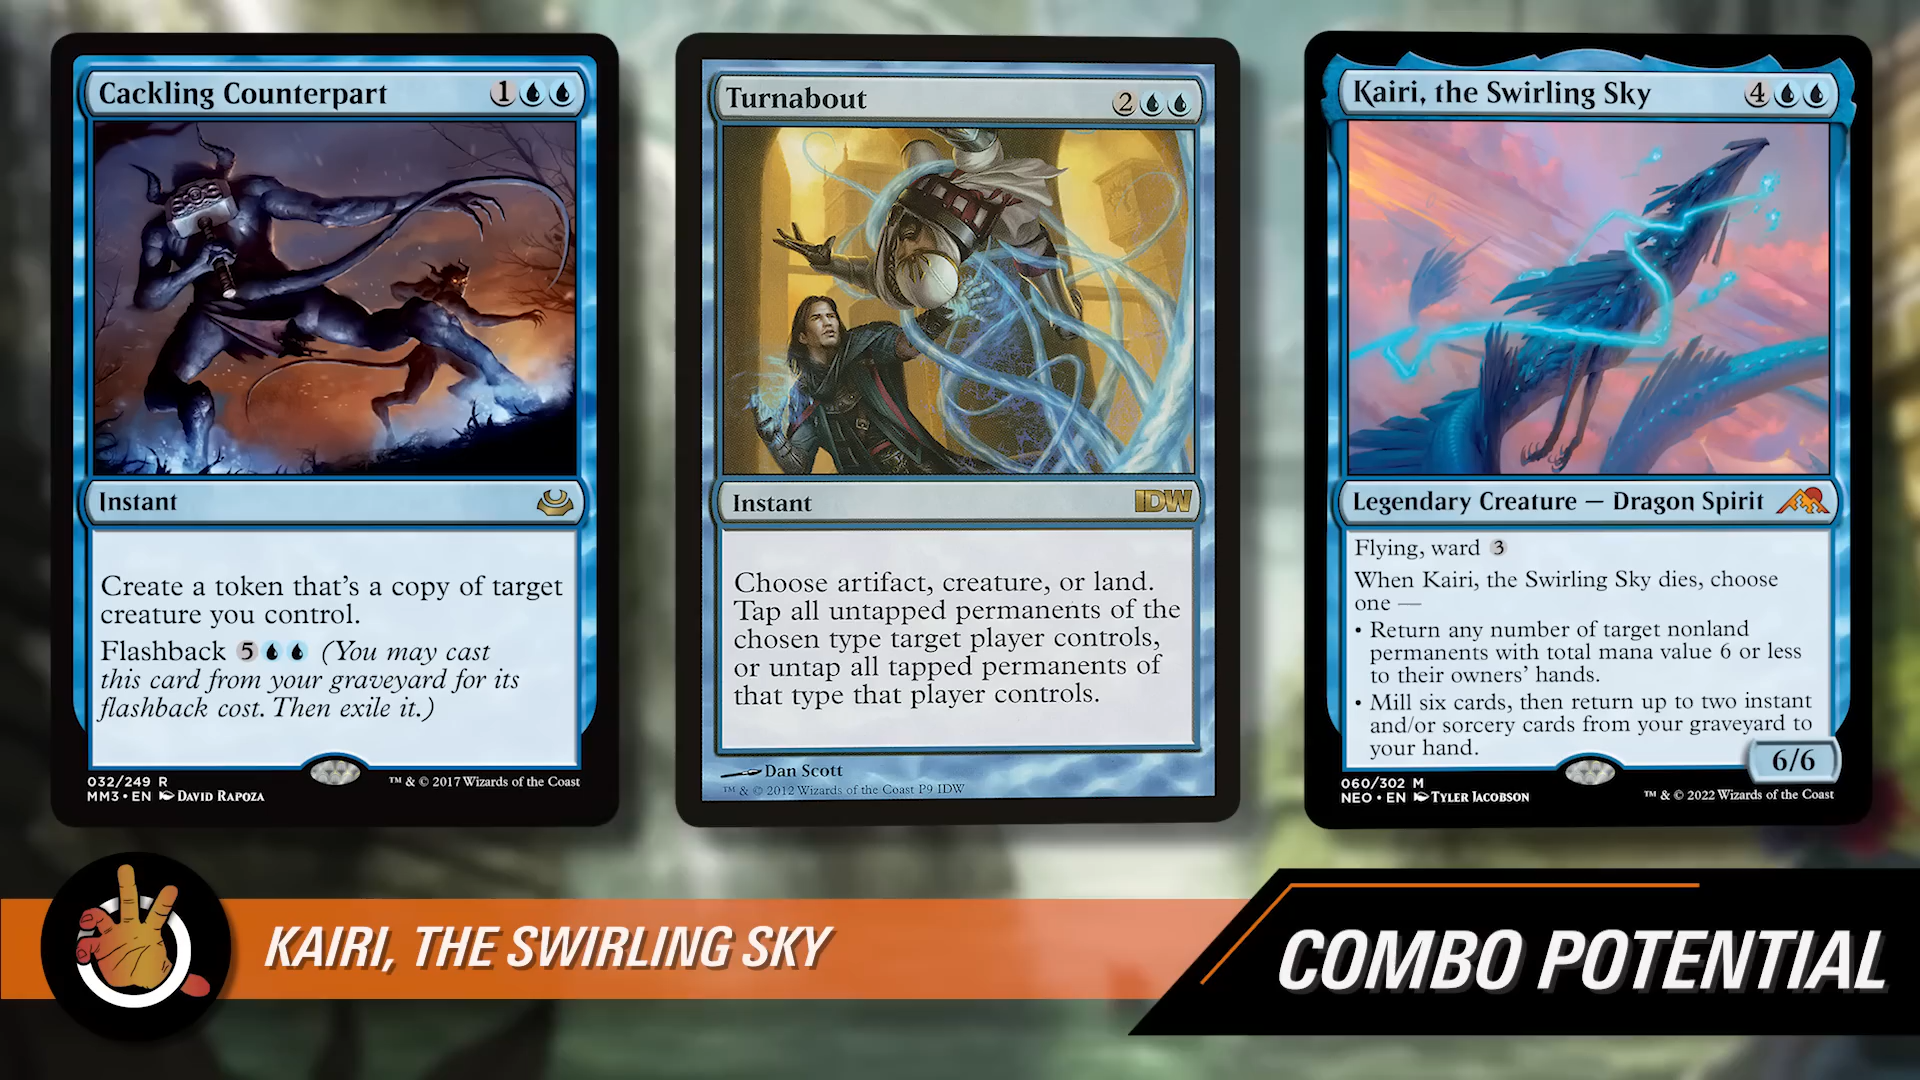 Cackling Counterpart 1
Instant
Create a token that's a copy of target
creature you control.
Flashback 5 (You may cast
this card from your graveyard for its
flashback cost. Then exile it.)
032/249 R
MM3 • EN DAVID RAPOZA
™ & © 2017 Wizards of the Coast
Turnabout 2
Instant IDW
Choose artifact, creature, or land.
Tap all untapped permanents of the
chosen type target player controls,
or untap all tapped permanents of
that type that player controls.
Dan Scott
™ & © 2012 Wizards of the Coast P9 IDW
Kairi, the Swirling Sky 4
Legendary Creature — Dragon Spirit
Flying, ward 3
When Kairi, the Swirling Sky dies, choose
one —
• Return any number of target nonland
permanents with total mana value 6 or less
to their owners' hands.
• Mill six cards, then return up to two instant
and/or sorcery cards from your graveyard to
your hand.
6/6
060/302 M
NEO • EN TYLER JACOBSON
™ & © 2022 Wizards of the Coast
KAIRI, THE SWIRLING SKY
COMBO POTENTIAL